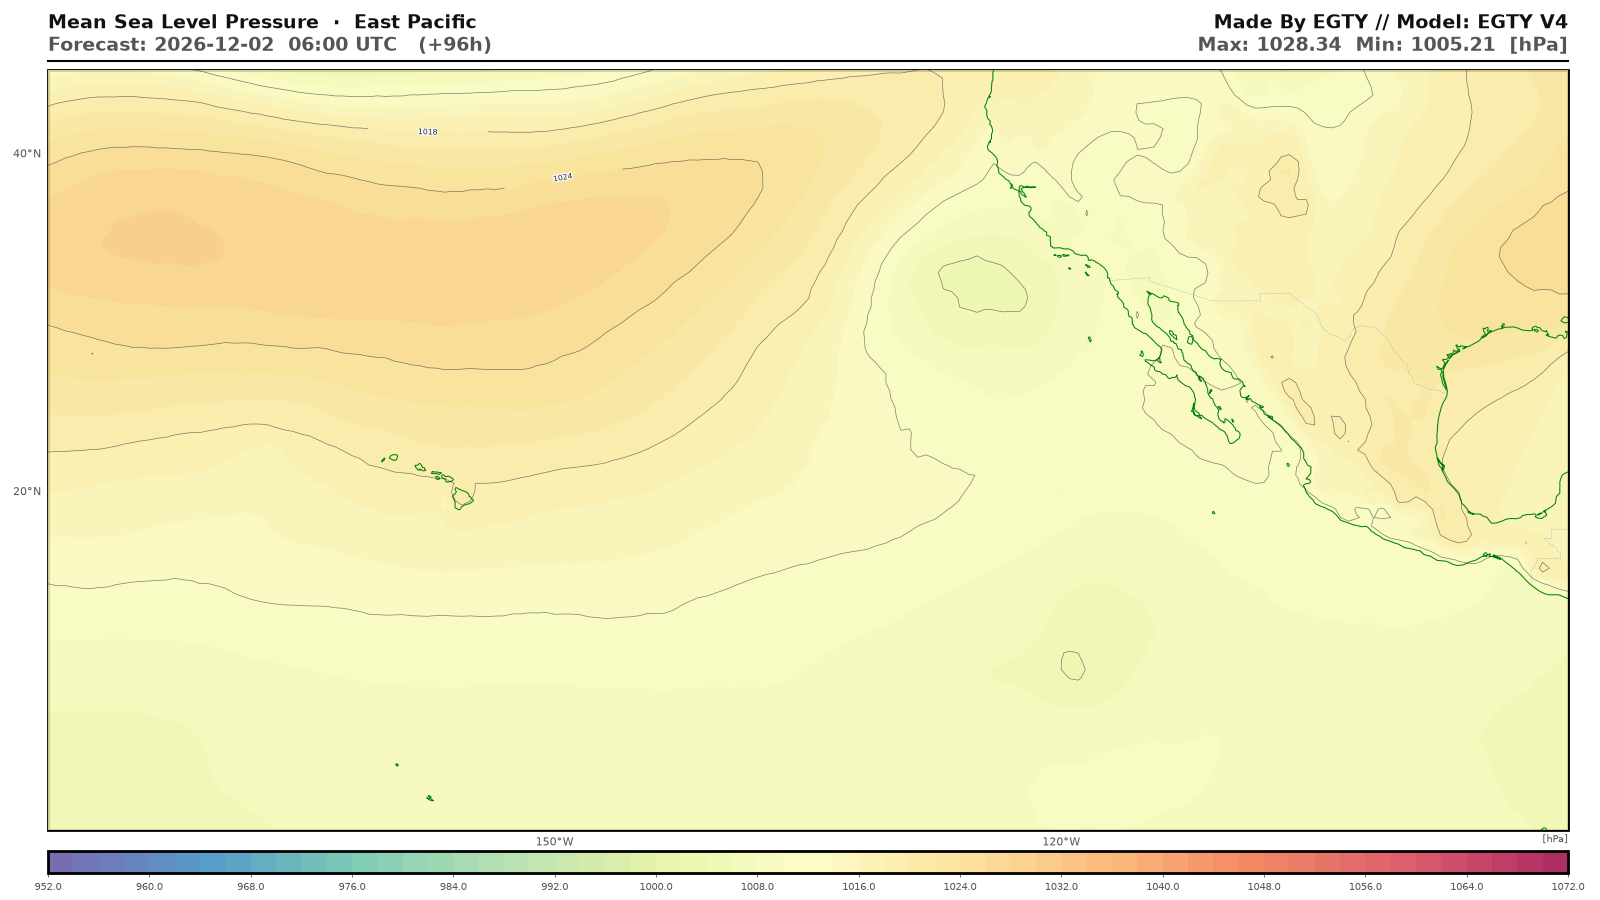 Mean Sea Level Pressure · East Pacific
Made By EGTY // Model: EGTY V4
Forecast: 2026-12-02 06:00 UTC (+96h)
Max: 1028.34 Min: 1005.21 [hPa]
1018
40°N
1024
20°N
150°W
120°W
[hPa]
952.0 960.0 968.0 976.0 984.0 992.0 1000.0 1008.0 1016.0 1024.0 1032.0 1040.0 1048.0 1056.0 1064.0 1072.0